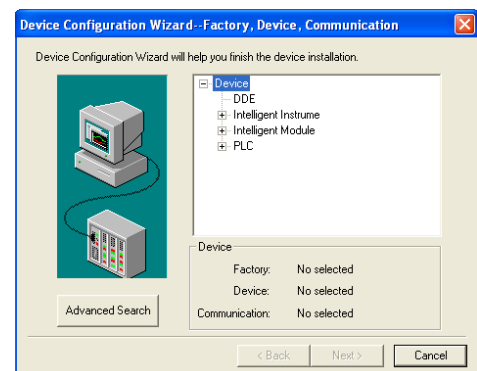 Device Configuration Wizard--Factory, Device, Communication
Device Configuration Wizard will help you finish the device installation.
Device
DDE
Intelligent Instrume
Intelligent Module
PLC
Device
Factory: No selected
Device: No selected
Communication: No selected
Advanced Search
< Back Next > Cancel